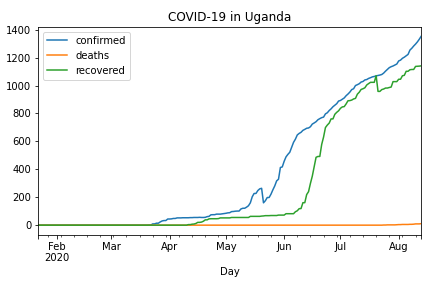 COVID-19 in Uganda
confirmed
deaths
recovered
1400
1200
1000
800
600
400
200
0
Feb Mar Apr May Jun Jul Aug
2020
Day